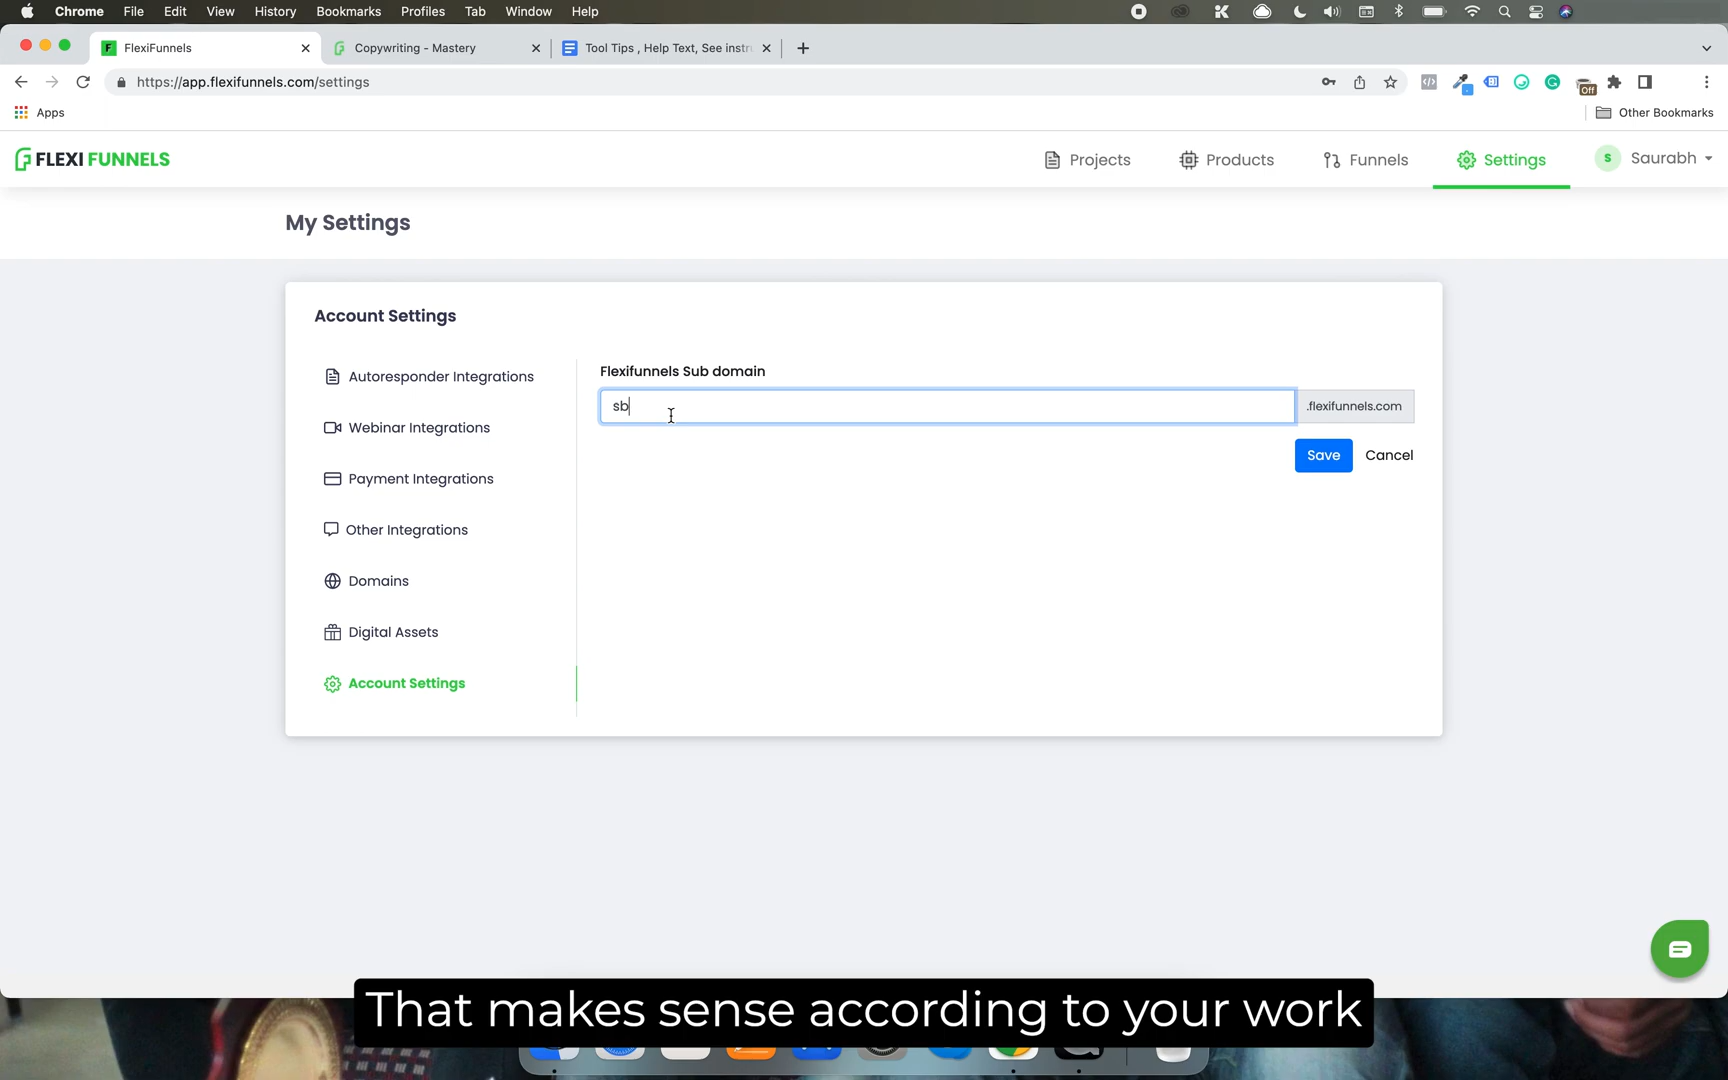 Chrome File Edit View History Bookmarks Profiles Tab Window Help
FlexiFunnels
Copywriting - Mastery
Tool Tips , Help Text, See instr
https://app.flexifunnels.com/settings
Off
Apps
Other Bookmarks
FLEXI FUNNELS
Projects
Products
Funnels
Settings
S
Saurabh
My Settings
Account Settings
Autoresponder Integrations
Webinar Integrations
Payment Integrations
Other Integrations
Domains
Digital Assets
Account Settings
Flexifunnels Sub domain
sb
.flexifunnels.com
Save
Cancel
That makes sense according to your work